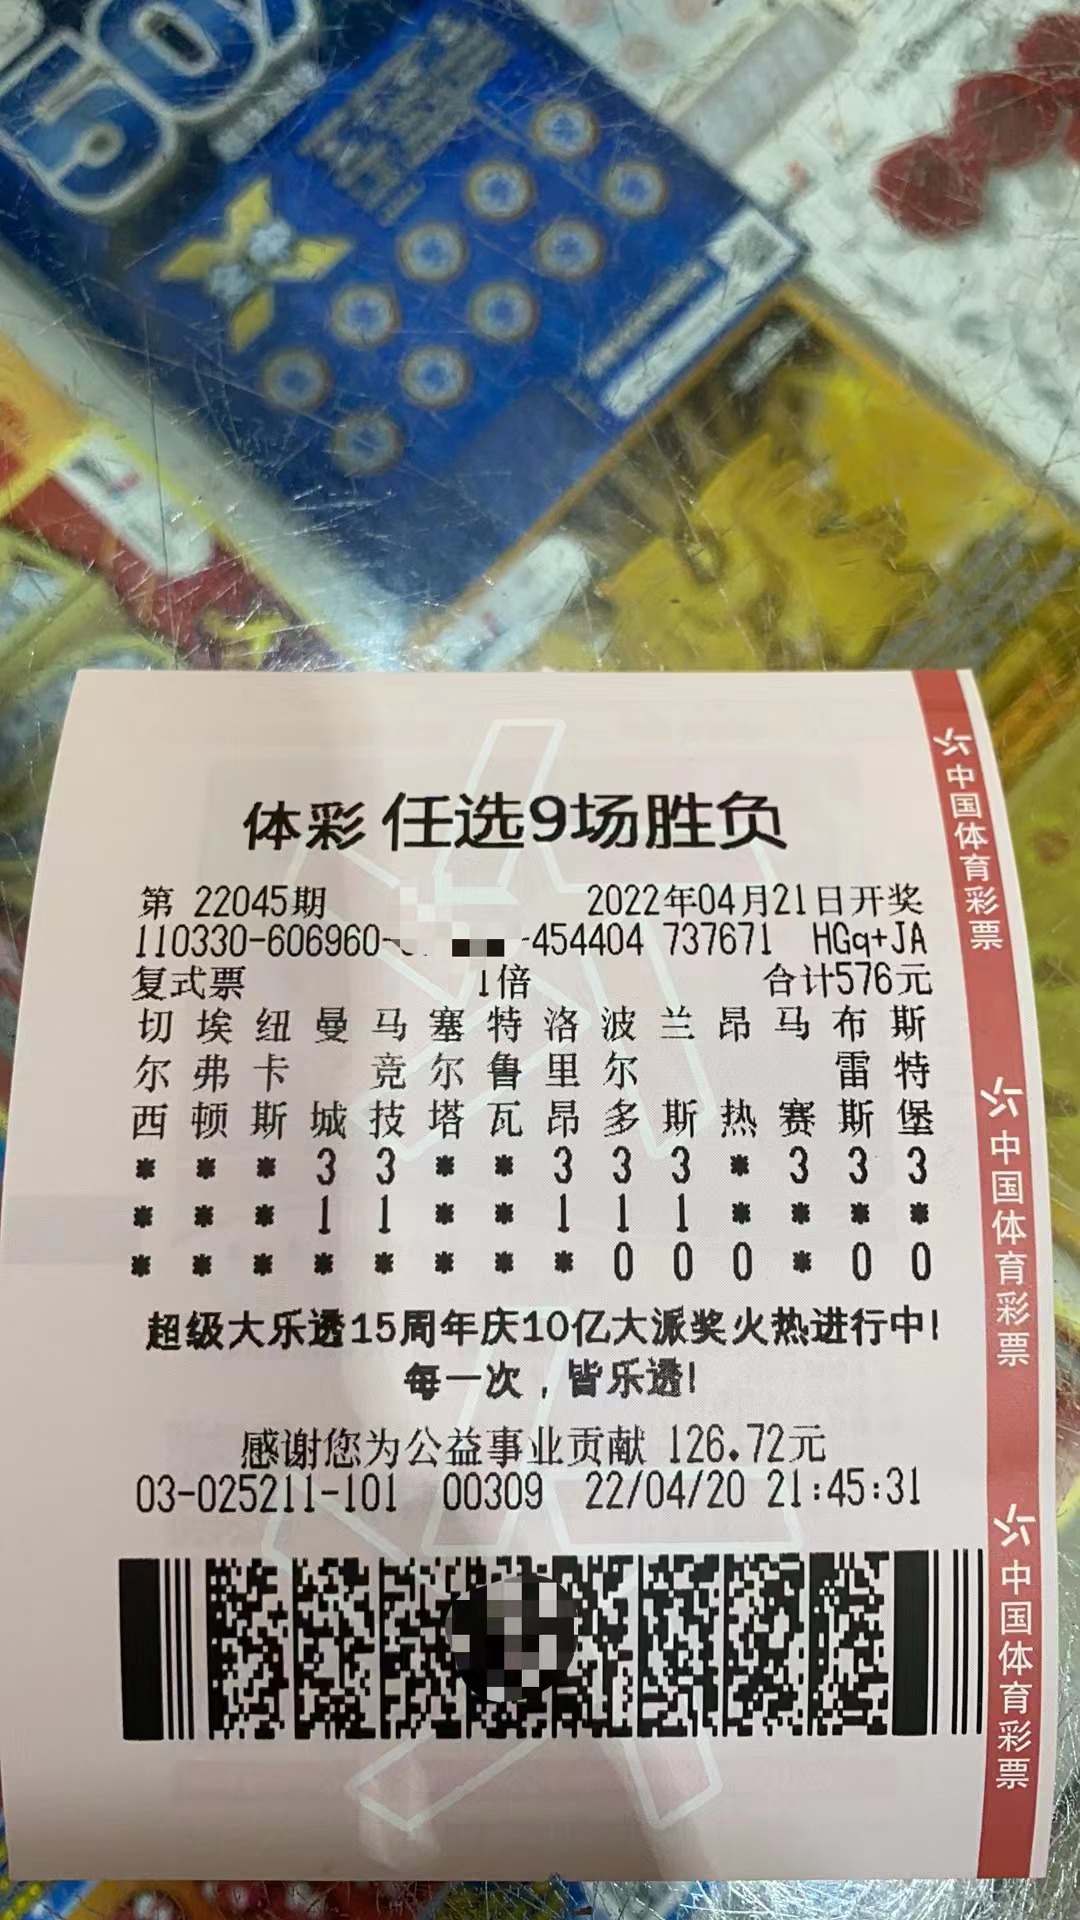 50X
体彩 任选9场胜负
第 22045期 2022年04月21日开奖
110330-606960- -454404 737671 HGq+JA
复式票 1倍 合计576元
切 埃 纽 曼 马 塞 特 洛 波 兰 昂 马 布 斯
尔 弗 卡 竞 尔 鲁 里 尔 雷 特
西 顿 斯 城 技 塔 瓦 昂 多 斯 热 赛 斯 堡
* * * 3 3 * * 3 3 3 * 3 3 3
* * * 1 1 * * 1 1 1 * * * *
* * * * * * * * 0 0 0 * 0 0
超级大乐透15周年庆10亿大派奖火热进行中!
每一次，皆乐透!
感谢您为公益事业贡献 126.72元
03-025211-101 00309 22/04/20 21:45:31
中国体育彩票
中国体育彩票
中国体育彩票